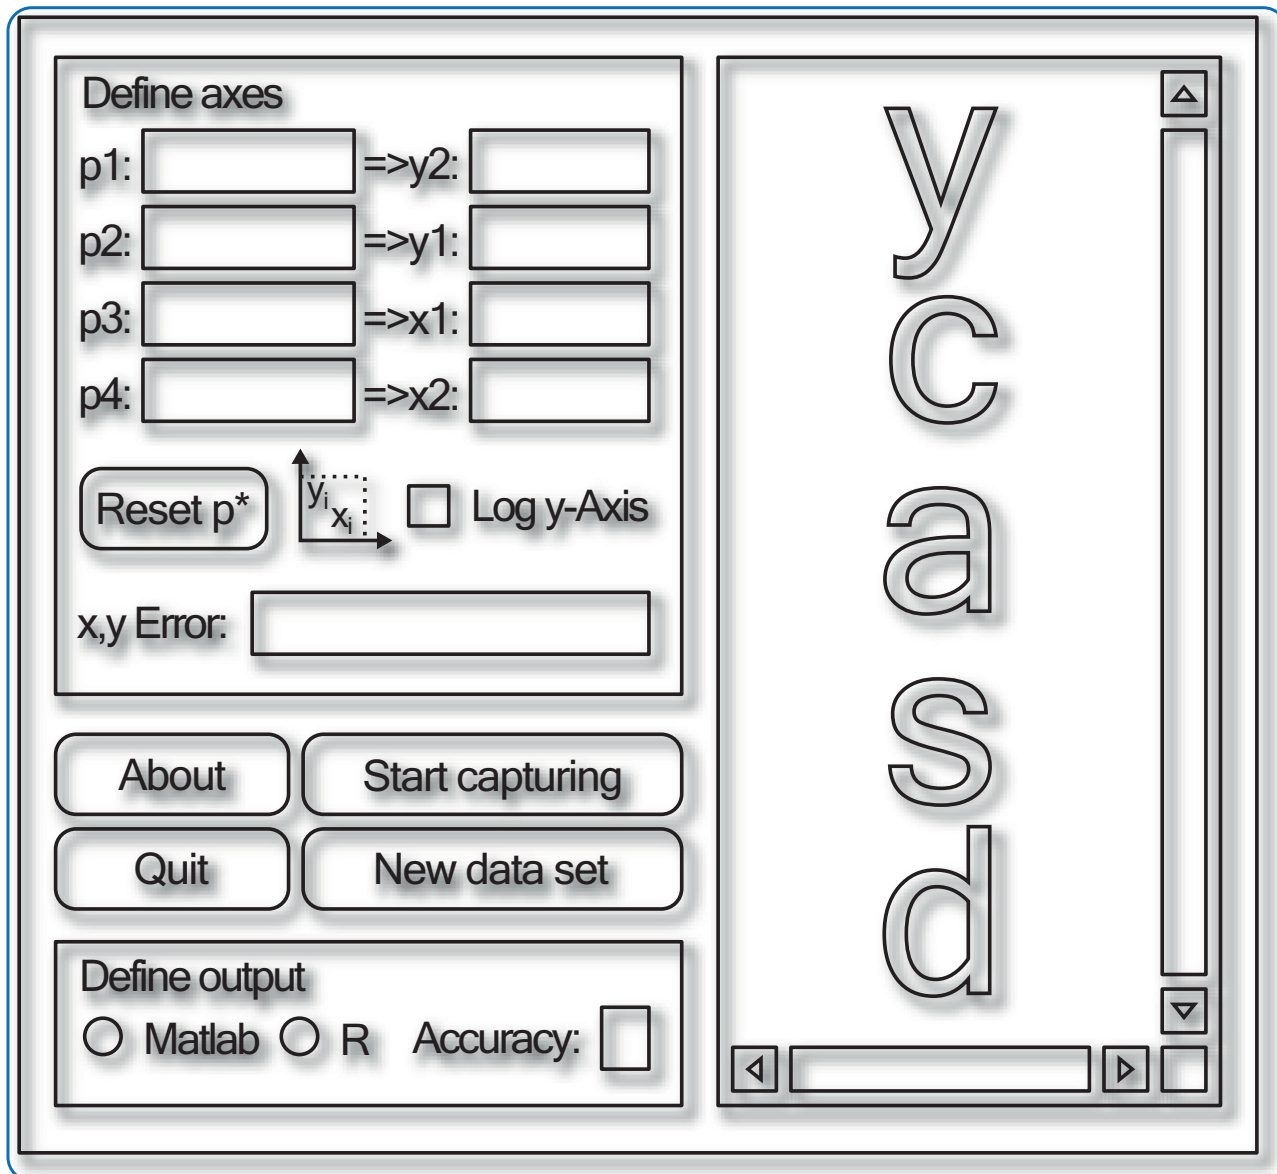 Define axes
p1: =>y2:
p2: =>y1:
p3: =>x1:
p4: =>x2:
Reset p* yi xi Log y-Axis
x,y Error:
About Start capturing
Quit New data set
Define output
Matlab R Accuracy:
y
c
a
s
d